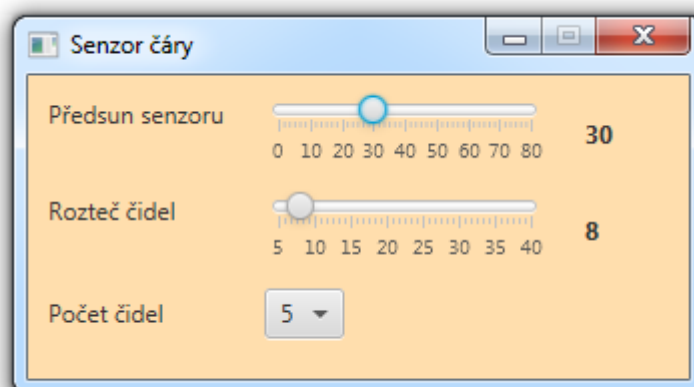 Senzor čáry
Předsun senzoru
30
0 10 20 30 40 50 60 70 80
Rozteč čidel
8
5 10 15 20 25 30 35 40
Počet čidel 5